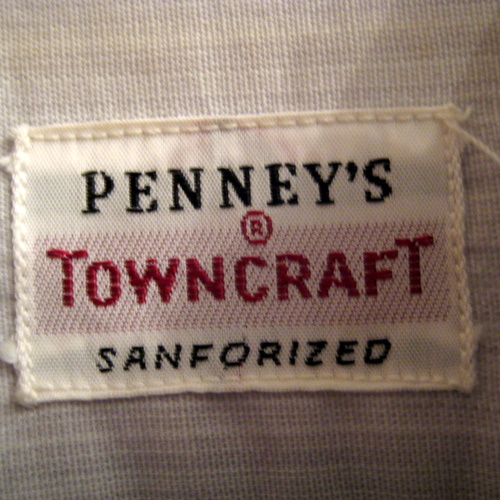 PENNEY'S
®
TOWNCRAFT
SANFORIZED